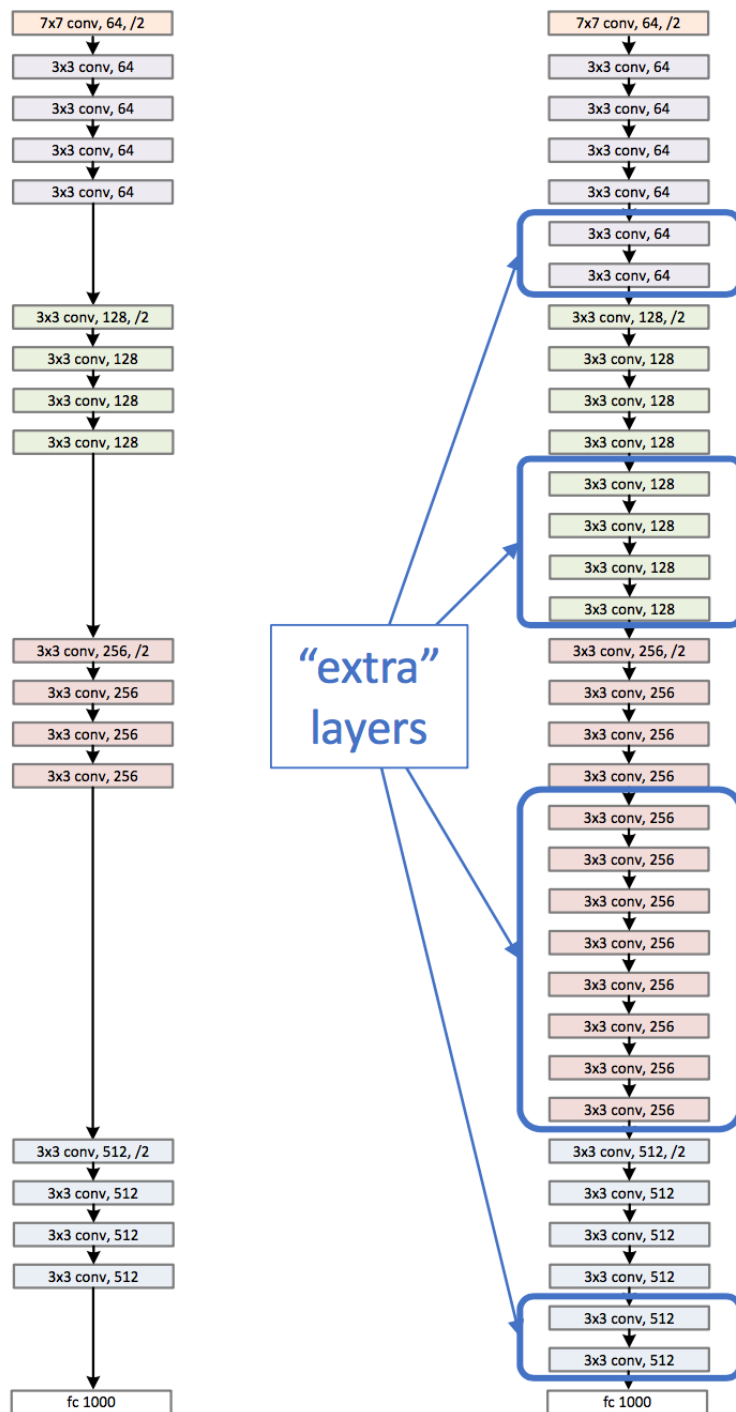 7x7 conv, 64, /2
3x3 conv, 64
3x3 conv, 64
3x3 conv, 64
3x3 conv, 64
3x3 conv, 128, /2
3x3 conv, 128
3x3 conv, 128
3x3 conv, 128
3x3 conv, 256, /2
3x3 conv, 256
3x3 conv, 256
3x3 conv, 256
3x3 conv, 512, /2
3x3 conv, 512
3x3 conv, 512
3x3 conv, 512
fc 1000
“extra”
layers
7x7 conv, 64, /2
3x3 conv, 64
3x3 conv, 64
3x3 conv, 64
3x3 conv, 64
3x3 conv, 64
3x3 conv, 64
3x3 conv, 128, /2
3x3 conv, 128
3x3 conv, 128
3x3 conv, 128
3x3 conv, 128
3x3 conv, 128
3x3 conv, 128
3x3 conv, 128
3x3 conv, 256, /2
3x3 conv, 256
3x3 conv, 256
3x3 conv, 256
3x3 conv, 256
3x3 conv, 256
3x3 conv, 256
3x3 conv, 256
3x3 conv, 256
3x3 conv, 256
3x3 conv, 256
3x3 conv, 256
3x3 conv, 512, /2
3x3 conv, 512
3x3 conv, 512
3x3 conv, 512
3x3 conv, 512
3x3 conv, 512
fc 1000